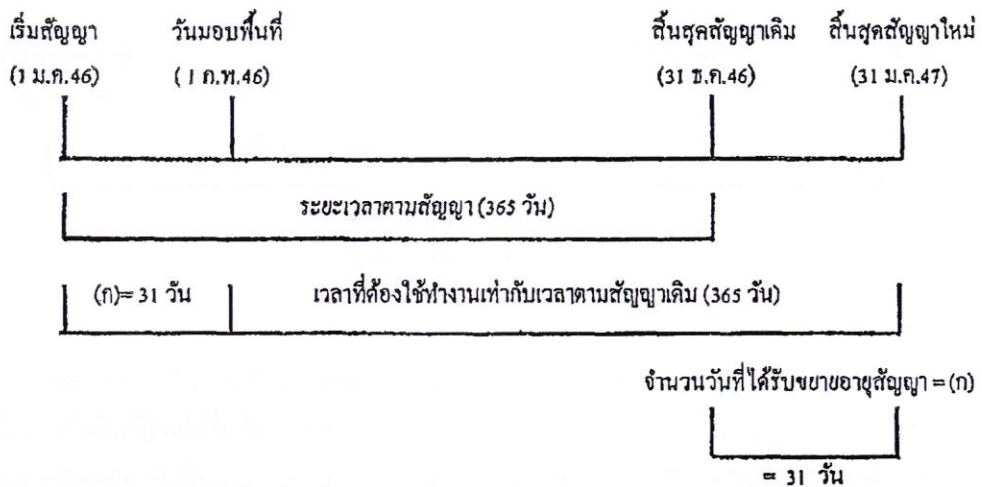 เริ่มสัญญา วันมอบพื้นที่ สิ้นสุดสัญญาเดิม สิ้นสุดสัญญาใหม่
(1 ม.ค.46) (1 ก.พ.46) (31 ธ.ค.46) (31 ม.ค.47)
ระยะเวลาตามสัญญา (365 วัน)
(ก)= 31 วัน เวลาที่ต้องใช้ทำงานเท่ากับเวลาตามสัญญาเดิม (365 วัน)
จำนวนวันที่ได้รับขยายอายุสัญญา = (ก)
= 31 วัน